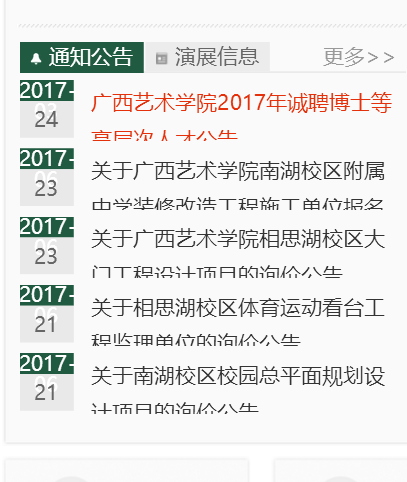 通知公告 演展信息 更多>>
2017-
24
广西艺术学院2017年诚聘博士等
高层次人才公告
2017-
23
关于广西艺术学院南湖校区附属
中学装修改造工程施工单位报名
2017-
23
关于广西艺术学院相思湖校区大
门工程设计项目的询价公告
2017-
21
关于相思湖校区体育运动看台工
程监理单位的询价公告
2017-
21
关于南湖校区校园总平面规划设
计项目的询价公告